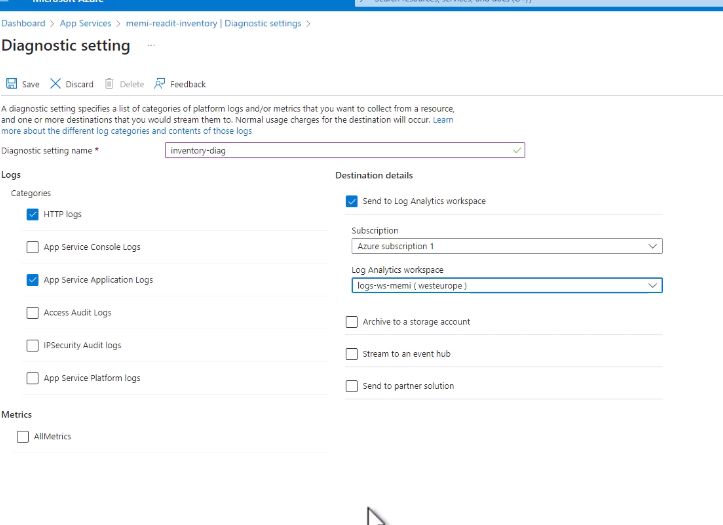 Microsoft Azure
Search resources, services, and docs (G+/)
Dashboard > App Services > memi-readit-inventory | Diagnostic settings >
Diagnostic setting ...
Save Discard Delete Feedback
A diagnostic setting specifies a list of categories of platform logs and/or metrics that you want to collect from a resource,
and one or more destinations that you would stream them to. Normal usage charges for the destination will occur. Learn
more about the different log categories and contents of those logs
Diagnostic setting name * inventory-diag
Logs
Categories
HTTP logs
App Service Console Logs
App Service Application Logs
Access Audit Logs
IPSecurity Audit logs
App Service Platform logs
Metrics
AllMetrics
Destination details
Send to Log Analytics workspace
Subscription
Azure subscription 1
Log Analytics workspace
logs-ws-memi ( westeurope )
Archive to a storage account
Stream to an event hub
Send to partner solution